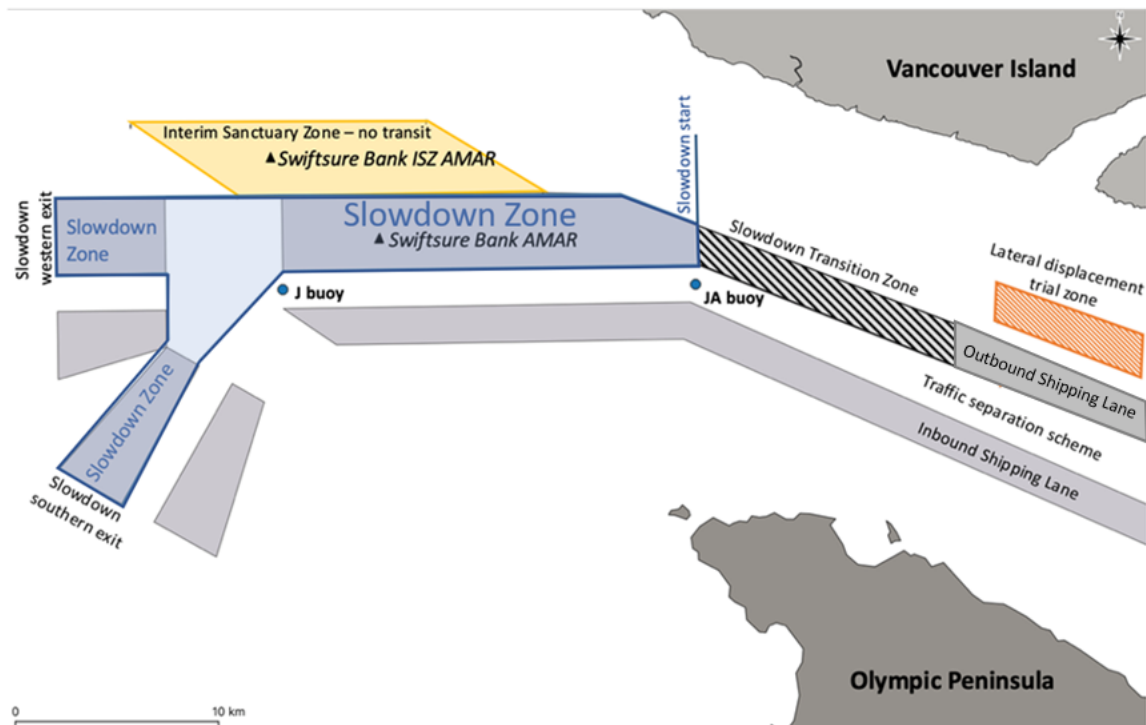 N
Vancouver Island
Interim Sanctuary Zone – no transit
▲ Swiftsure Bank ISZ AMAR
Slowdown start
Slowdown
western exit
Slowdown
Zone
Slowdown Zone
▲ Swiftsure Bank AMAR
Slowdown Transition Zone
Lateral displacement
trial zone
J buoy
JA buoy
Outbound Shipping Lane
Traffic separation scheme
Inbound Shipping Lane
Slowdown Zone
Slowdown
southern exit
Olympic Peninsula
0 10 km